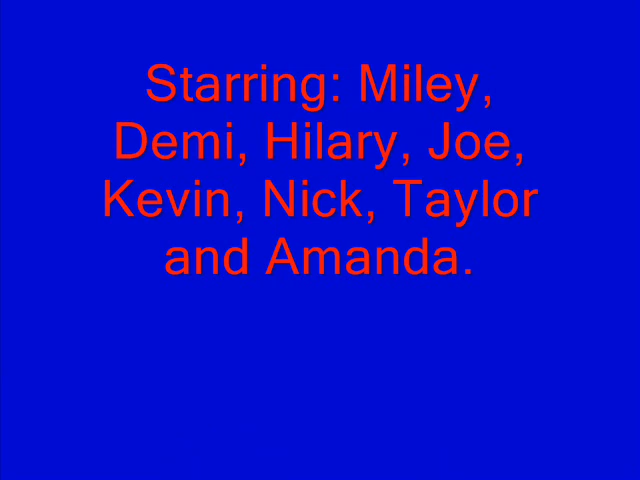 Starring: Miley,
Demi, Hilary, Joe,
Kevin, Nick, Taylor
and Amanda.